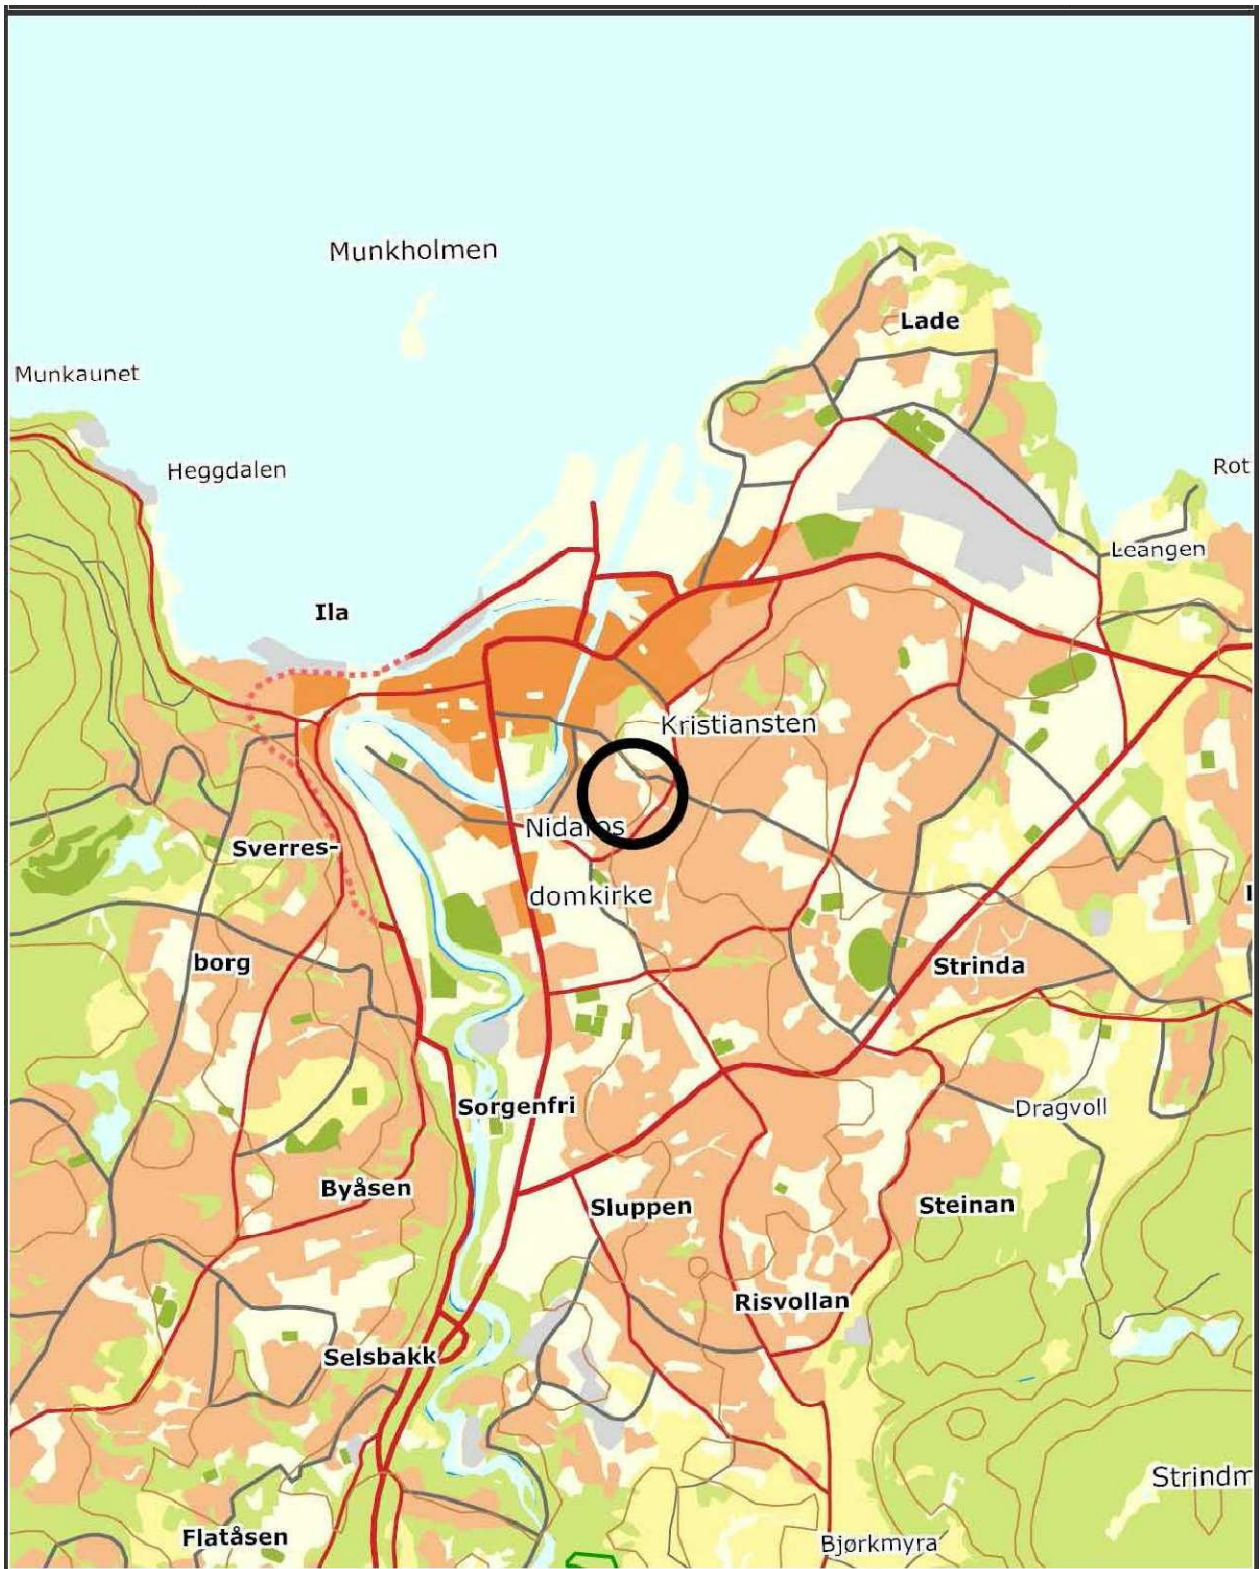 Munkholmen
Lade
Munkaunet
Heggdalen
Rot
Leangen
Ila
Kristiansten
Nidaros
Sverres-
domkirke
borg
Strinda
Sorgenfri
Dragvoll
Byåsen
Sluppen
Steinan
Risvollan
Selsbakk
Strindm
Flatåsen
Bjørkmyra